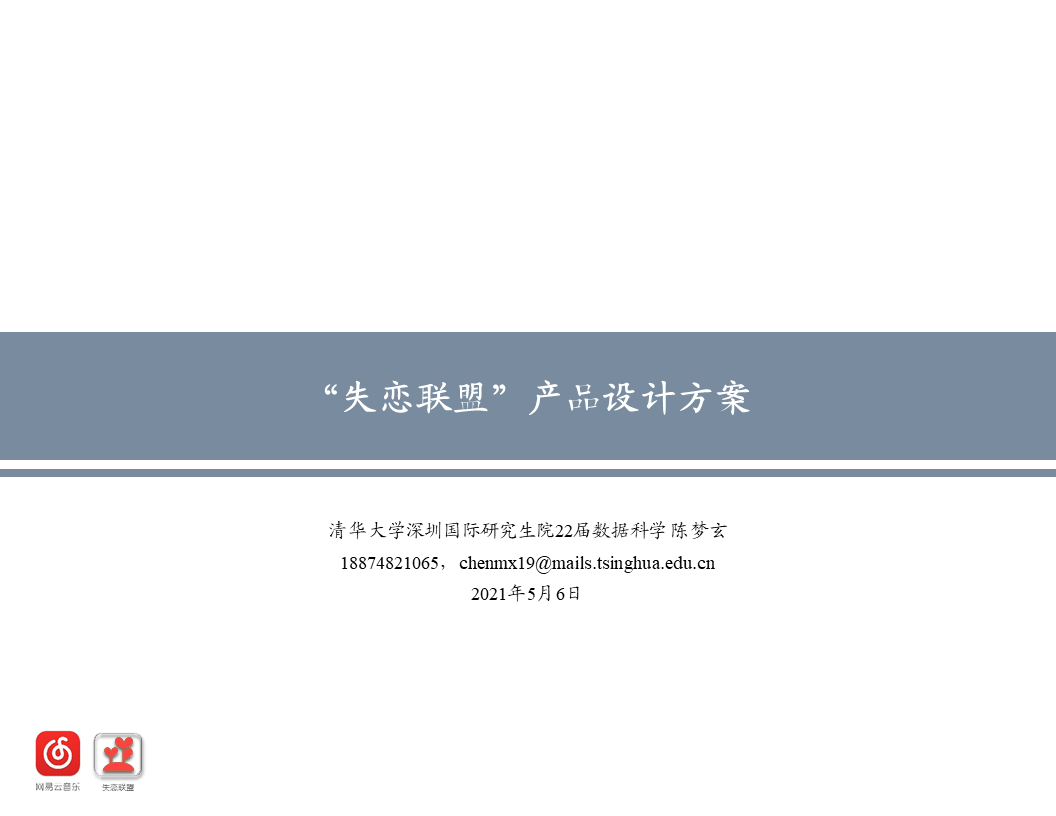 “失恋联盟”产品设计方案
清华大学深圳国际研究生院22届数据科学 陈梦玄
18874821065，chenmx19@mails.tsinghua.edu.cn
2021年5月6日
网易云音乐
失恋联盟